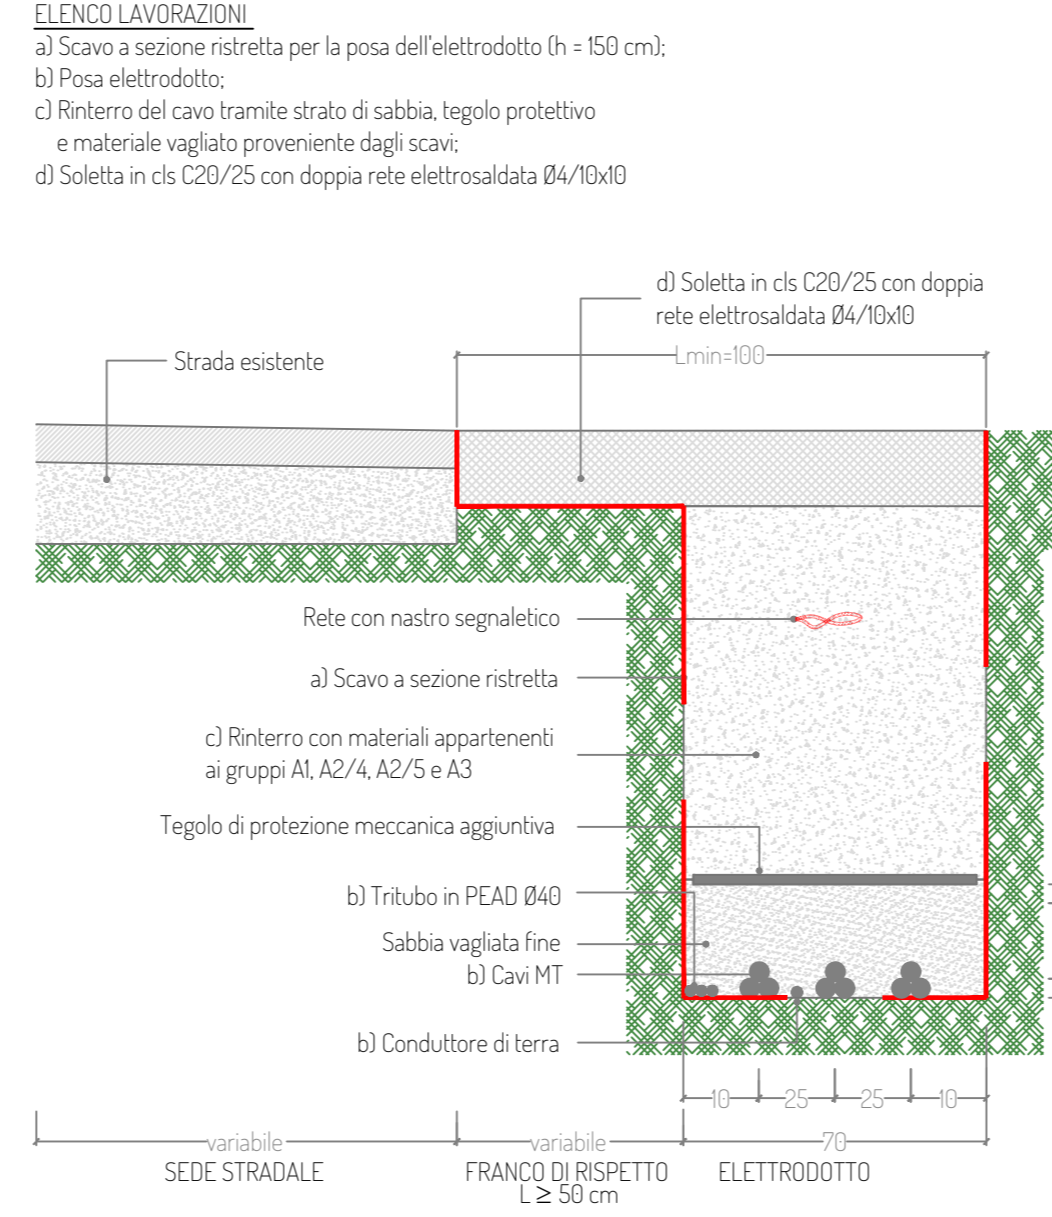 ELENCO LAVORAZIONI
a) Scavo a sezione ristretta per la posa dell'elettrodotto (h = 150 cm);
b) Posa elettrodotto;
c) Rinterro del cavo tramite strato di sabbia, tegolo protettivo
e materiale vagliato proveniente dagli scavi;
d) Soletta in cls C20/25 con doppia rete elettrosaldata Ø4/10x10
d) Soletta in cls C20/25 con doppia
rete elettrosaldata Ø4/10x10
Lmin=100
Strada esistente
Rete con nastro segnaletico
a) Scavo a sezione ristretta
c) Rinterro con materiali appartenenti
ai gruppi A1, A2/4, A2/5 e A3
Tegolo di protezione meccanica aggiuntiva
b) Tritubo in PEAD Ø40
Sabbia vagliata fine
b) Cavi MT
b) Conduttore di terra
10 25 25 10
variabile variabile 70
SEDE STRADALE FRANCO DI RISPETTO ELETTRODOTTO
L ≥ 50 cm